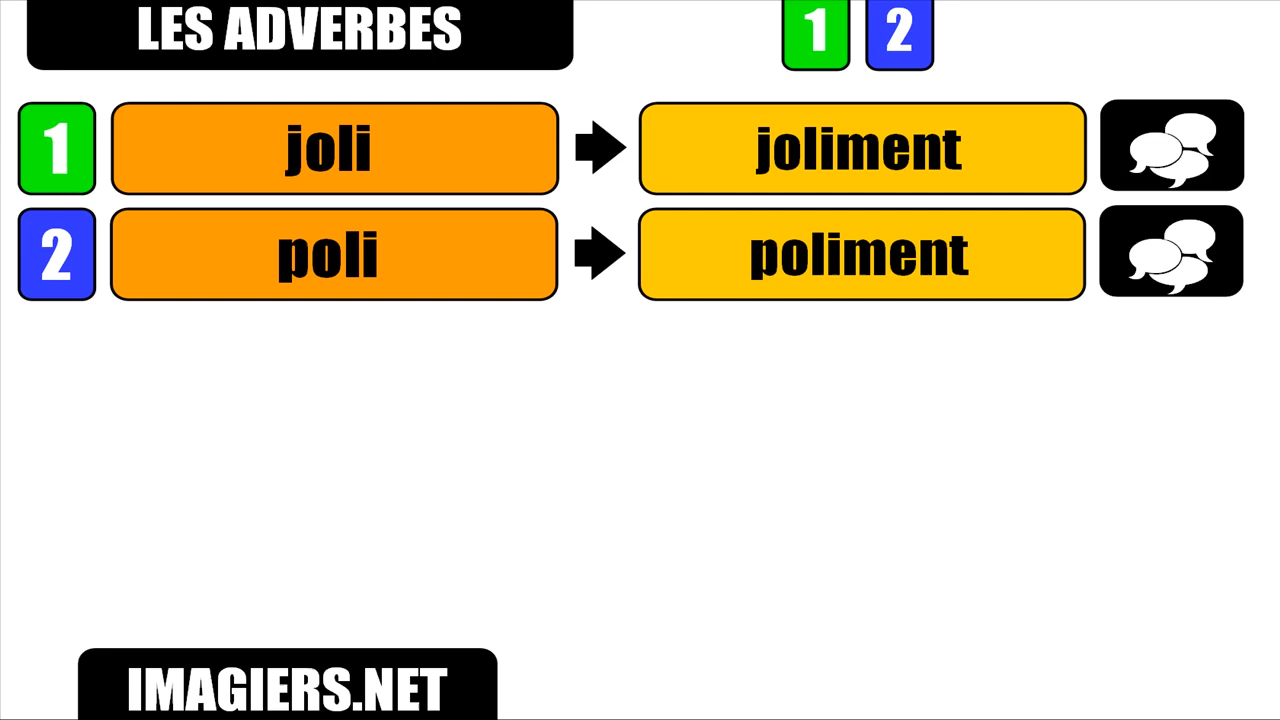 LES ADVERBES
1 2
1 joli joliment
2 poli poliment
IMAGIERS.NET